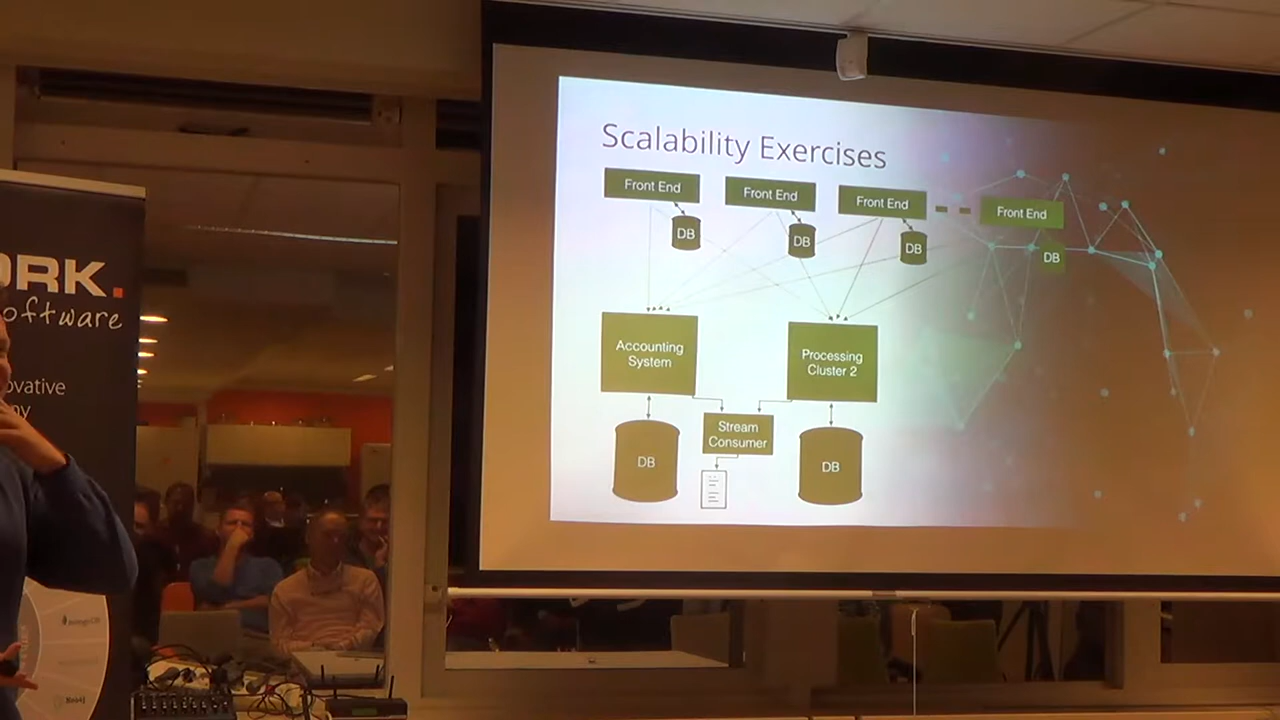 Scalability Exercises
Front End
Front End
Front End
Front End
DB
DB
DB
DB
Accounting
System
Processing
Cluster 2
Stream
Consumer
DB
DB
ORK.
oftware
ovative